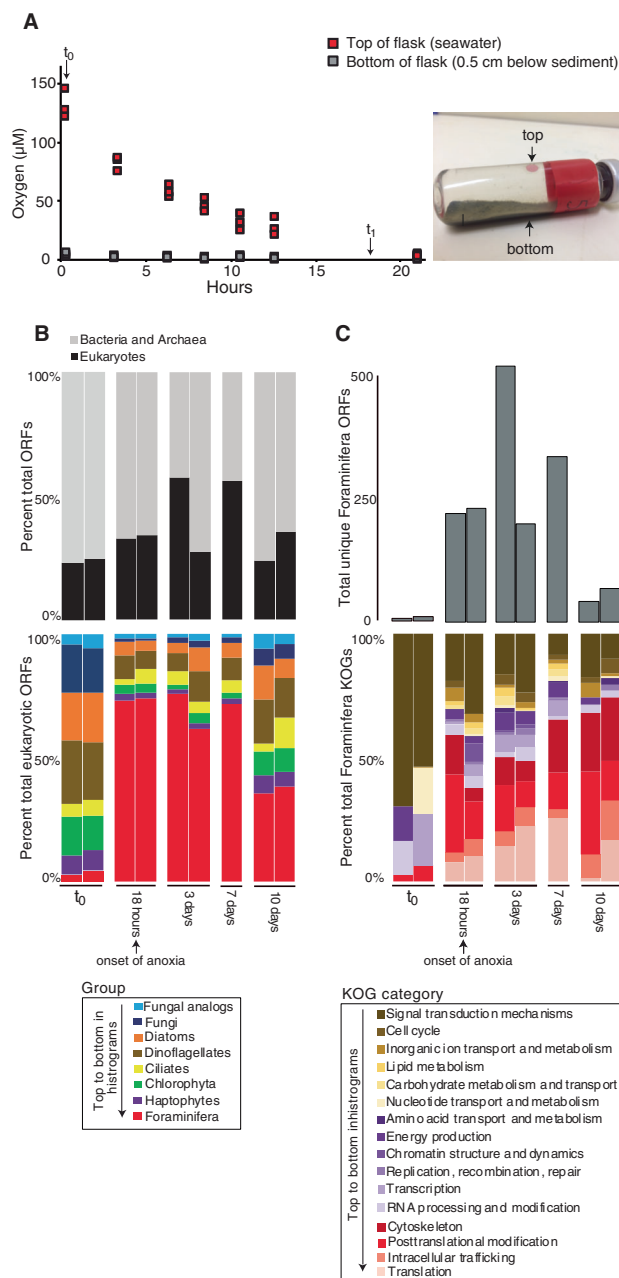 A
t0
Top of flask (seawater)
Bottom of flask (0.5 cm below sediment)
150
100
50
0
Oxygen (µM)
t1
0
5
10
15
20
Hours
top
bottom
B
Bacteria and Archaea
Eukaryotes
100%
50%
0%
Percent total ORFs
100%
50%
0%
Percent total eukaryotic ORFs
t0
18 hours
3 days
7 days
10 days
onset of anoxia
Group
Top to bottom in
histrograms
Fungal analogs
Fungi
Diatoms
Dinoflagellates
Ciliates
Chlorophyta
Haptophytes
Foraminifera
C
500
250
0
Total unique Foraminifera ORFs
100%
50%
0%
Percent total Foraminifera KOGs
t0
18 hours
3 days
7 days
10 days
onset of anoxia
KOG category
Top to bottom inhistrograms
Signal transduction mechanisms
Cell cycle
Inorganic ion transport and metabolism
Lipid metabolism
Carbohydrate metabolism and transport
Nucleotide transport and metabolism
Amino acid transport and metabolism
Energy production
Chromatin structure and dynamics
Replication, recombination, repair
Transcription
RNA processing and modification
Cytoskeleton
Posttranslational modification
Intracellular trafficking
Translation